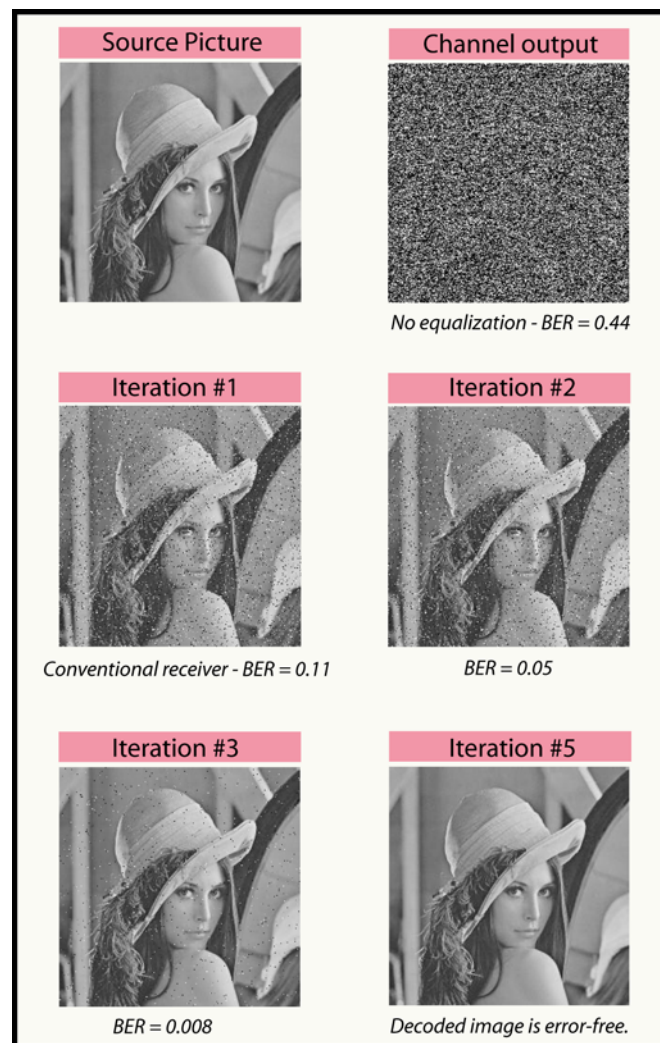 Source Picture
Channel output
No equalization - BER = 0.44
Iteration #1
Iteration #2
Conventional receiver - BER = 0.11
BER = 0.05
Iteration #3
Iteration #5
BER = 0.008
Decoded image is error-free.